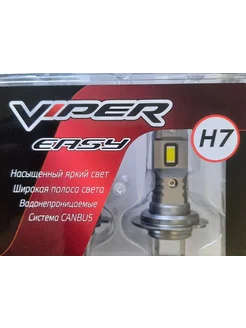 VIPER
EASY
H7
Насыщенный яркий свет
Широкая полоса света
Водонепроницаемые
Система CANBUS